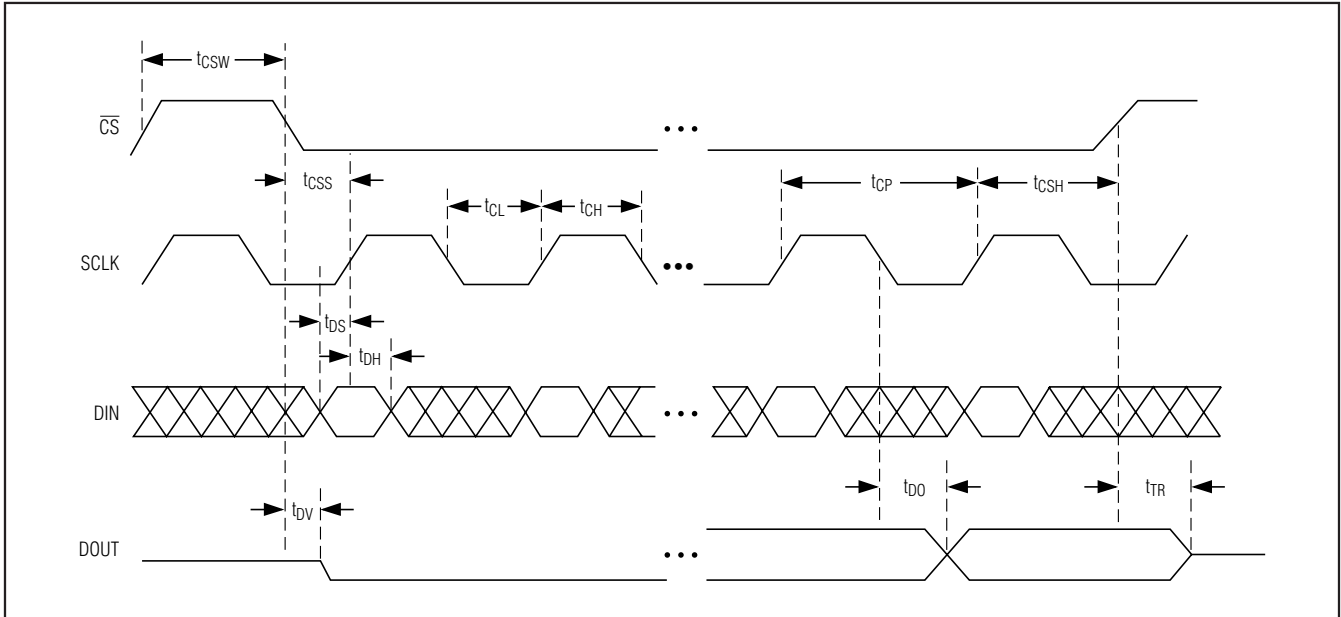 tCSW
CS
• • •
tCSS
tCP
tCSH
tCL
tCH
SCLK
•••
tDS
tDH
DIN
• • •
tDO
tTR
tDV
DOUT
• • •